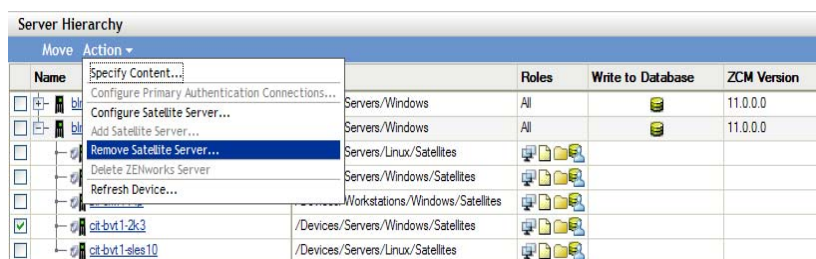 Server Hierarchy
Move Action
Name Roles Write to Database ZCM Version
Specify Content...
Configure Primary Authentication Connections...
Configure Satellite Server...
Add Satellite Server...
Remove Satellite Server...
Delete ZENworks Server
Refresh Device...
Servers/Windows All 11.0.0.0
Servers/Windows All 11.0.0.0
Servers/Linux/Satellites
Servers/Windows/Satellites
Workstations/Windows/Satellites
cit-bvt1-2k3 /Devices/Servers/Windows/Satellites
cit-bvt1-sles10 /Devices/Servers/Linux/Satellites